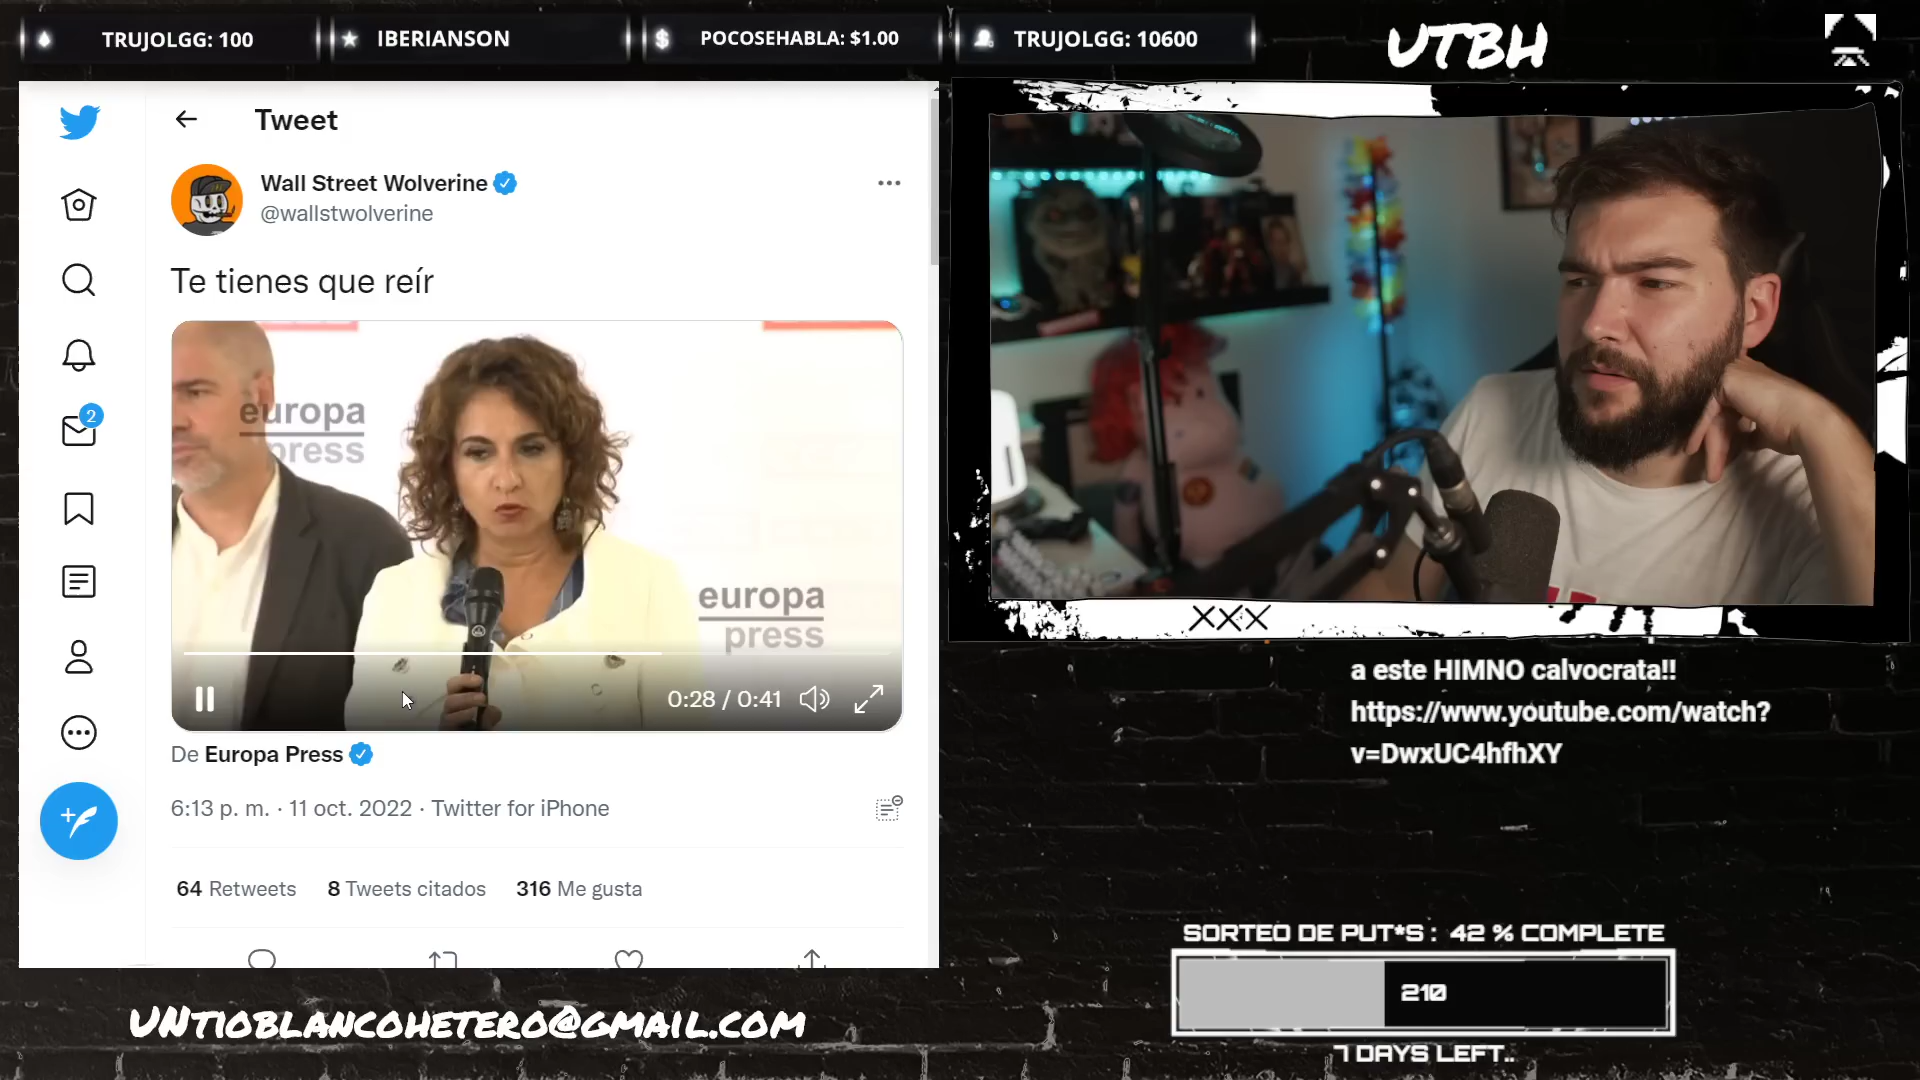 TRUJOLGG: 100
IBERIANSON
POCOSEHABLA: $1.00
TRUJOLGG: 10600
UTBH
Tweet
Wall Street Wolverine
@wallstwolverine
Te tienes que reír
europa
press
europa
press
0:28 / 0:41
2
De Europa Press
6:13 p. m. · 11 oct. 2022 · Twitter for iPhone
64 Retweets 8 Tweets citados 316 Me gusta
XXX
a este HIMNO calvocrata!!
https://www.youtube.com/watch?
v=DwxUC4hfhXY
SORTEO DE PUT*S : 42 % COMPLETE
210
7 DAYS LEFT..
UNTIOBLANCOHETERO@GMAIL.COM